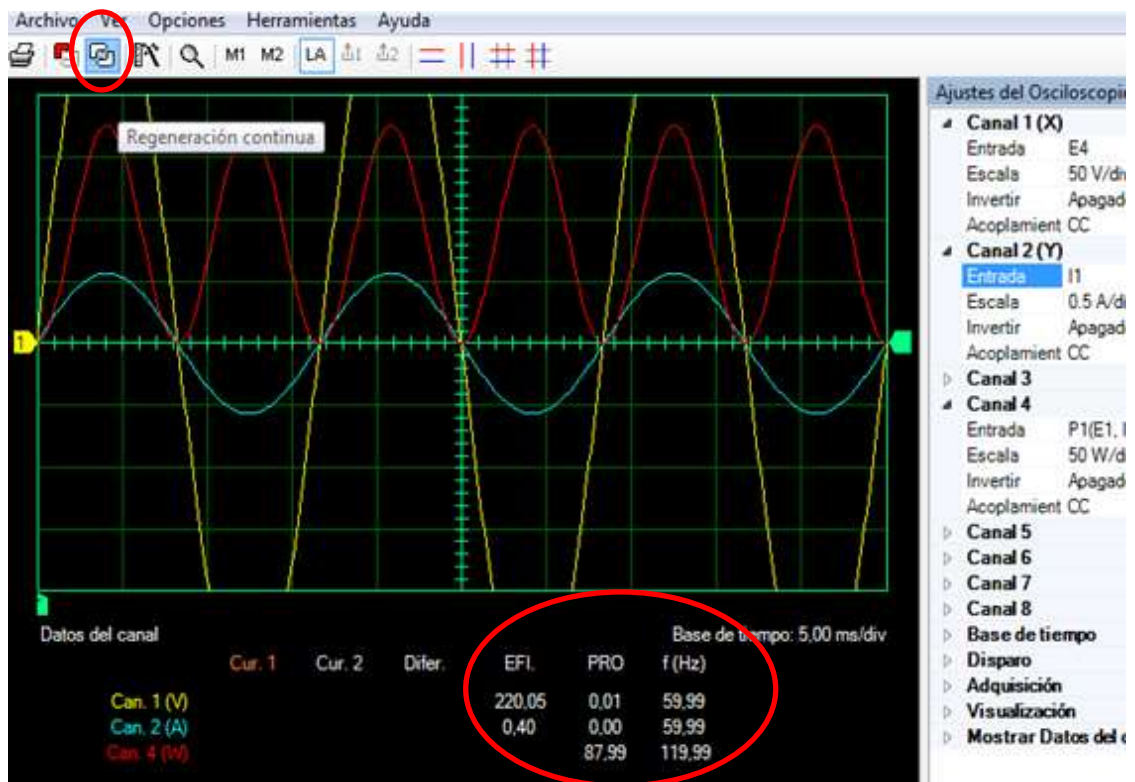 Archivo Ver Opciones Herramientas Ayuda
M1 M2 LA 1 2
Regeneración continua
1
Datos del canal
Base de tiempo: 5,00 ms/div
Cur. 1 Cur. 2 Difer. EFI. PRO f (Hz)
Can. 1 (V) 220,05 0,01 59,99
Can. 2 (A) 0,40 0,00 59,99
Can. 4 (W) 87,99 119,99
Ajustes del Osciloscopi
Canal 1 (X)
Entrada E4
Escala 50 V/div
Invertir Apagad
Acoplamient CC
Canal 2 (Y)
Entrada I1
Escala 0.5 A/di
Invertir Apagad
Acoplamient CC
Canal 3
Canal 4
Entrada P1(E1, I
Escala 50 W/d
Invertir Apagad
Acoplamient CC
Canal 5
Canal 6
Canal 7
Canal 8
Base de tiempo
Disparo
Adquisición
Visualización
Mostrar Datos del c